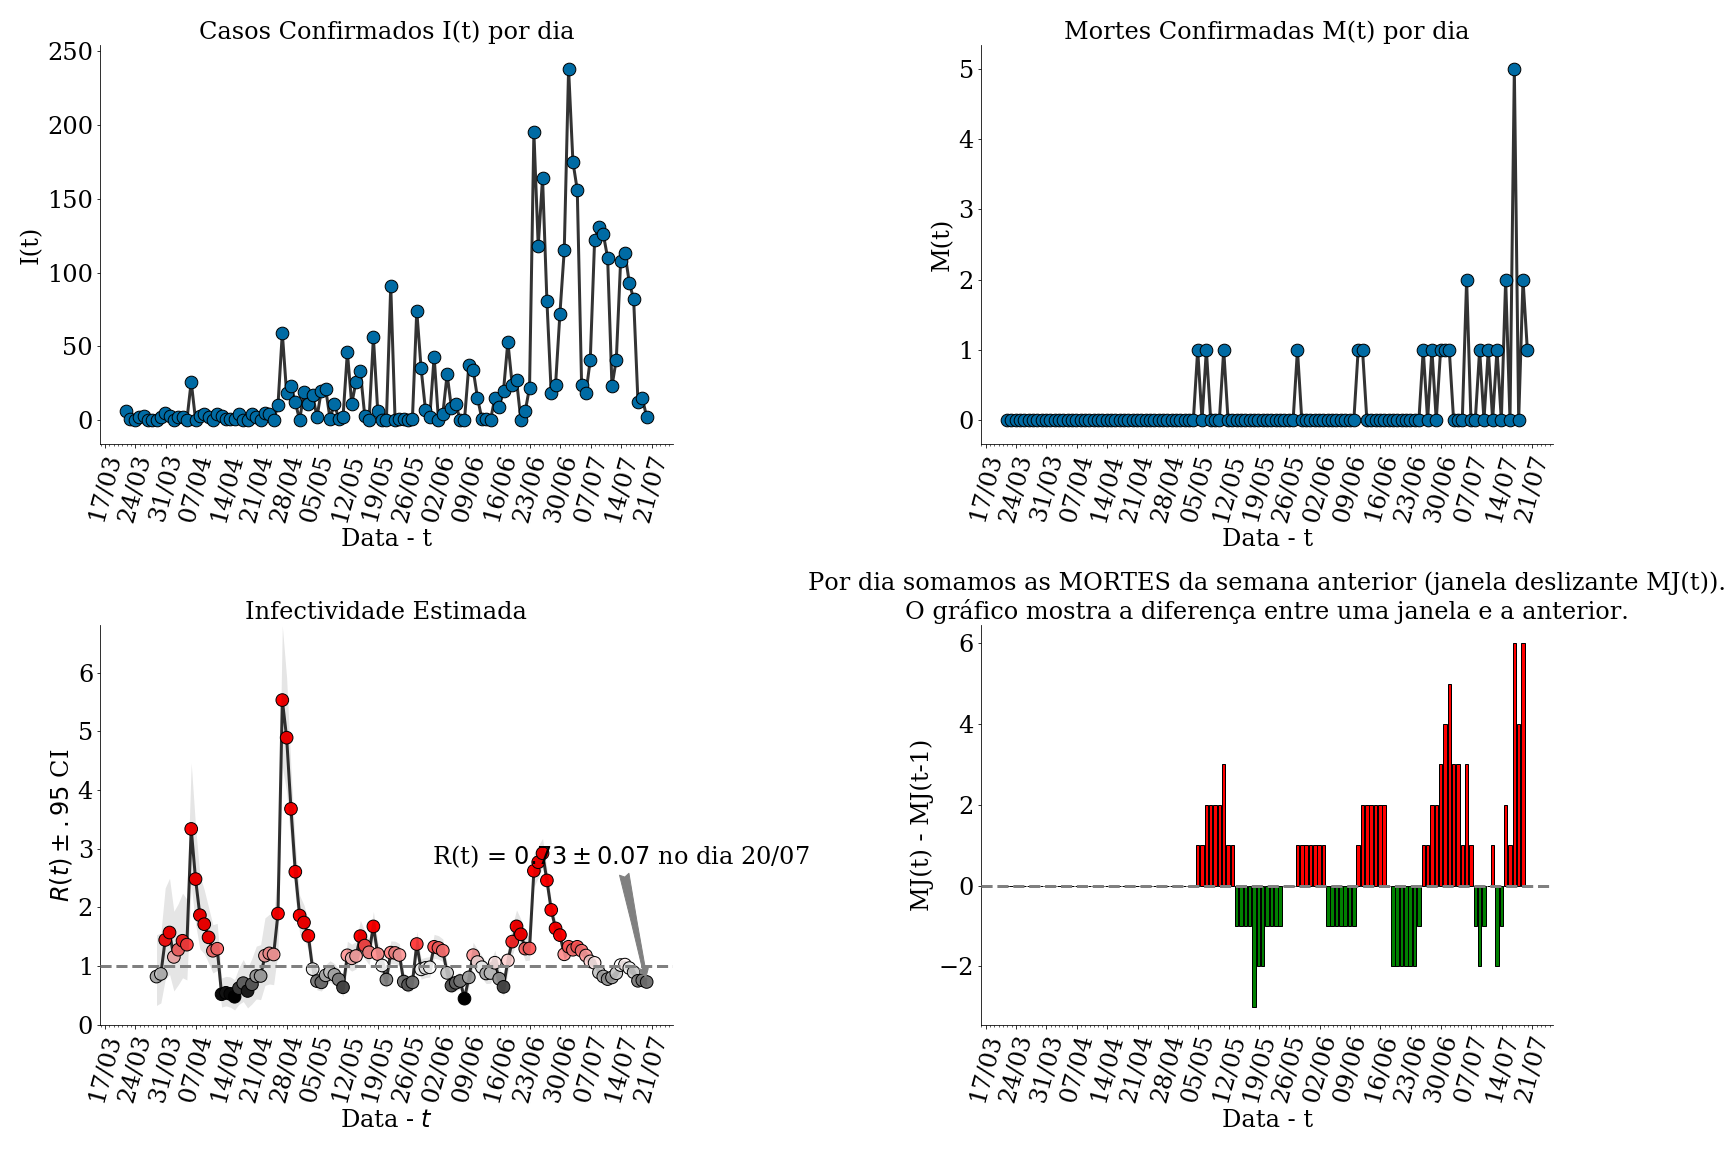 Casos Confirmados I(t) por dia
250
200
150
100
50
0
I(t)
17/03 24/03 31/03 07/04 14/04 21/04 28/04 05/05 12/05 19/05 26/05 02/06 09/06 16/06 23/06 30/06 07/07 14/07 21/07
Data - t
Mortes Confirmadas M(t) por dia
5
4
3
2
1
0
M(t)
17/03 24/03 31/03 07/04 14/04 21/04 28/04 05/05 12/05 19/05 26/05 02/06 09/06 16/06 23/06 30/06 07/07 14/07 21/07
Data - t
Infectividade Estimada
6
5
4
3
2
1
0
R(t) ± .95 CI
R(t) = 0.73 ± 0.07 no dia 20/07
17/03 24/03 31/03 07/04 14/04 21/04 28/04 05/05 12/05 19/05 26/05 02/06 09/06 16/06 23/06 30/06 07/07 14/07 21/07
Data - t
Por dia somamos as MORTES da semana anterior (janela deslizante MJ(t)).
O gráfico mostra a diferença entre uma janela e a anterior.
6
4
2
0
−2
MJ(t) - MJ(t-1)
17/03 24/03 31/03 07/04 14/04 21/04 28/04 05/05 12/05 19/05 26/05 02/06 09/06 16/06 23/06 30/06 07/07 14/07 21/07
Data - t